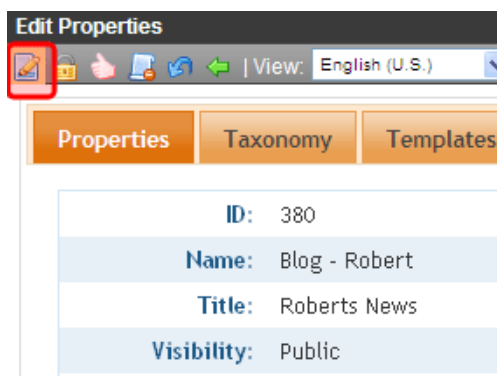 Edit Properties
| View: English (U.S.)
Properties Taxonomy Templates
ID: 380
Name: Blog - Robert
Title: Roberts News
Visibility: Public